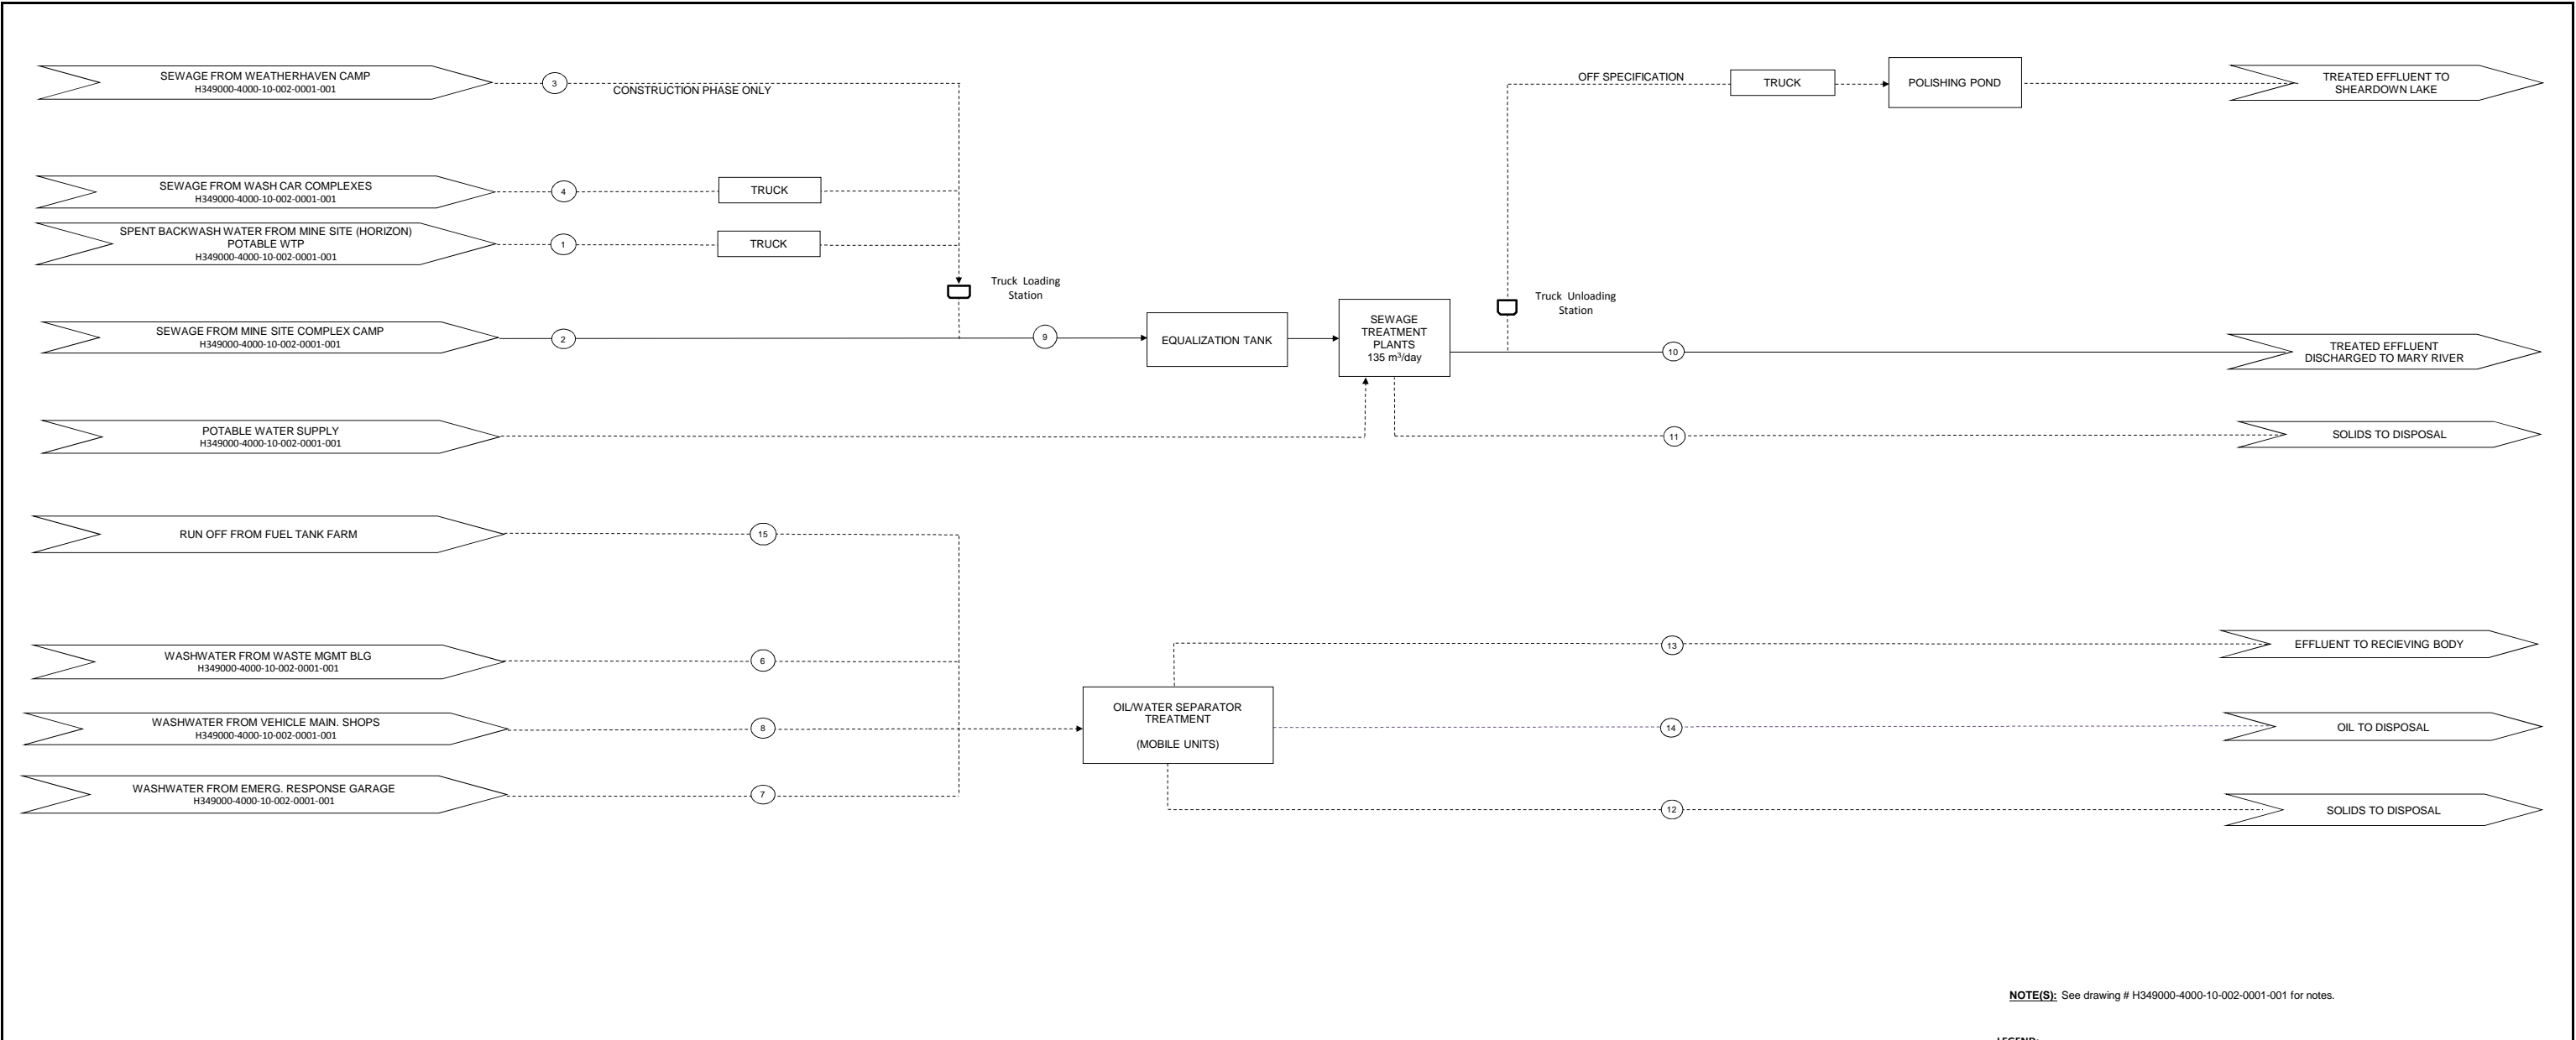 SEWAGE FROM WEATHERHAVEN CAMP
H349000-4000-10-002-0001-001
3
CONSTRUCTION PHASE ONLY
OFF SPECIFICATION
TRUCK
POLISHING POND
TREATED EFFLUENT TO
SHEARDOWN LAKE
SEWAGE FROM WASH CAR COMPLEXES
H349000-4000-10-002-0001-001
4
TRUCK
SPENT BACKWASH WATER FROM MINE SITE (HORIZON)
POTABLE WTP
H349000-4000-10-002-0001-001
1
TRUCK
Truck Loading
Station
Truck Unloading
Station
SEWAGE FROM MINE SITE COMPLEX CAMP
H349000-4000-10-002-0001-001
2
9
EQUALIZATION TANK
SEWAGE
TREATMENT
PLANTS
135 m³/day
10
TREATED EFFLUENT
DISCHARGED TO MARY RIVER
POTABLE WATER SUPPLY
H349000-4000-10-002-0001-001
11
SOLIDS TO DISPOSAL
RUN OFF FROM FUEL TANK FARM
15
WASHWATER FROM WASTE MGMT BLG
H349000-4000-10-002-0001-001
6
13
EFFLUENT TO RECIEVING BODY
WASHWATER FROM VEHICLE MAIN. SHOPS
H349000-4000-10-002-0001-001
8
OIL/WATER SEPARATOR
TREATMENT
(MOBILE UNITS)
14
OIL TO DISPOSAL
WASHWATER FROM EMERG. RESPONSE GARAGE
H349000-4000-10-002-0001-001
7
12
SOLIDS TO DISPOSAL
NOTE(S): See drawing # H349000-4000-10-002-0001-001 for notes.
LEGEND: